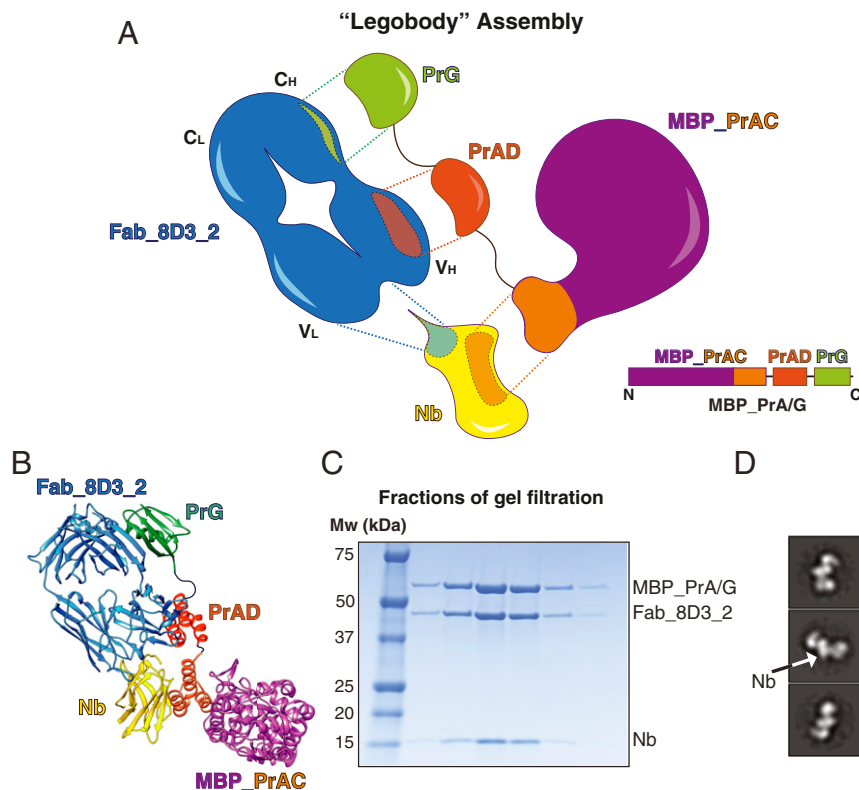 “Legobody” Assembly
A
PrG
CH
MBP_PrAC
CL
PrAD
Fab_8D3_2
VH
VL
MBP_PrAC PrAD PrG
N C
MBP_PrA/G
Nb
B
Fab_8D3_2
PrG
PrAD
Nb
MBP_PrAC
C
Fractions of gel filtration
Mw (kDa)
75
MBP_PrA/G
50
Fab_8D3_2
37
25
20
15
Nb
D
Nb